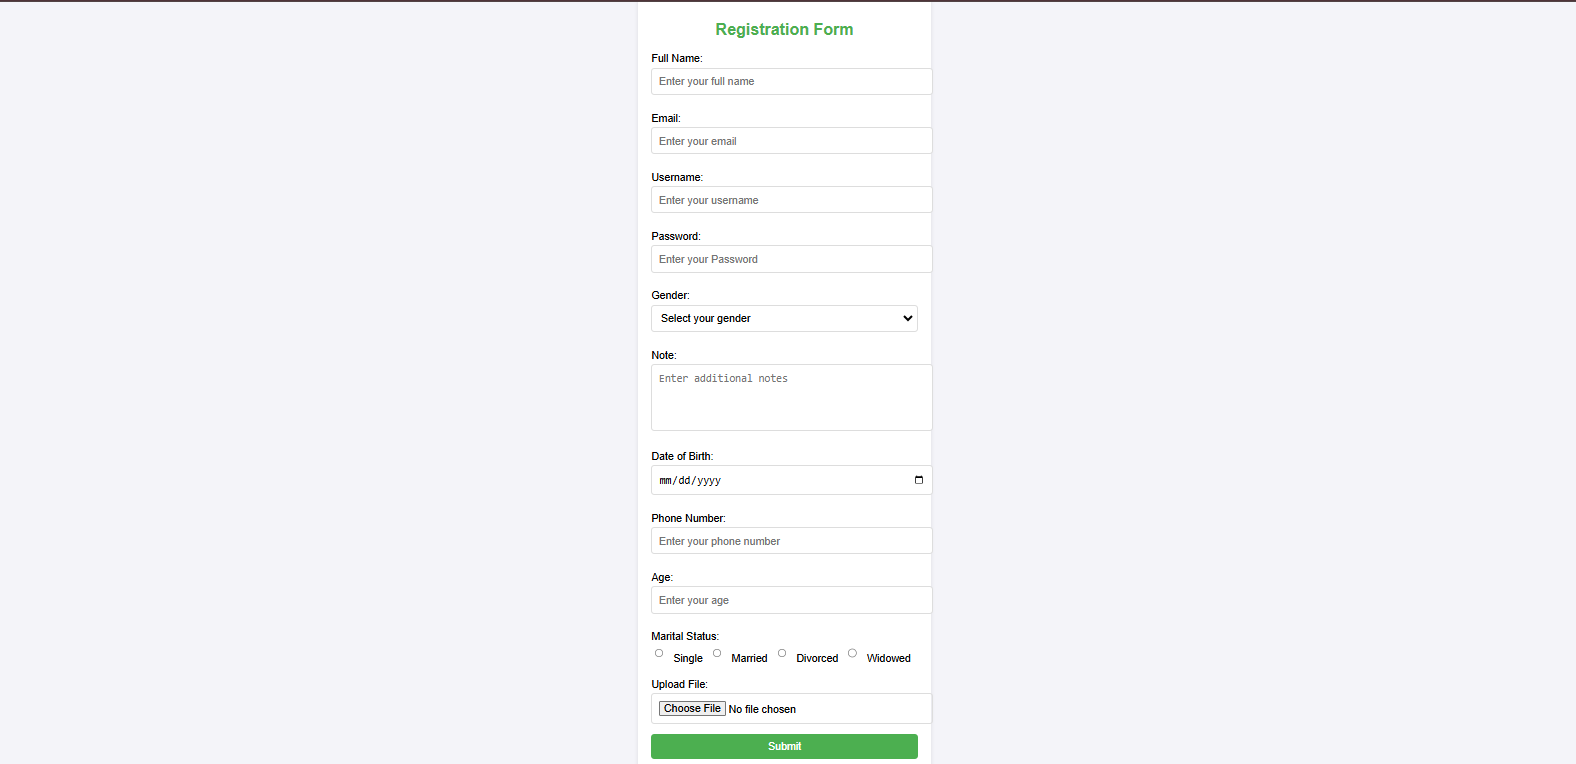 Registration Form
Full Name:
Enter your full name
Email:
Enter your email
Username:
Enter your username
Password:
Enter your Password
Gender:
Select your gender
Note:
Enter additional notes
Date of Birth:
mm/dd/yyyy
Phone Number:
Enter your phone number
Age:
Enter your age
Marital Status:
Single Married Divorced Widowed
Upload File:
Choose File No file chosen
Submit